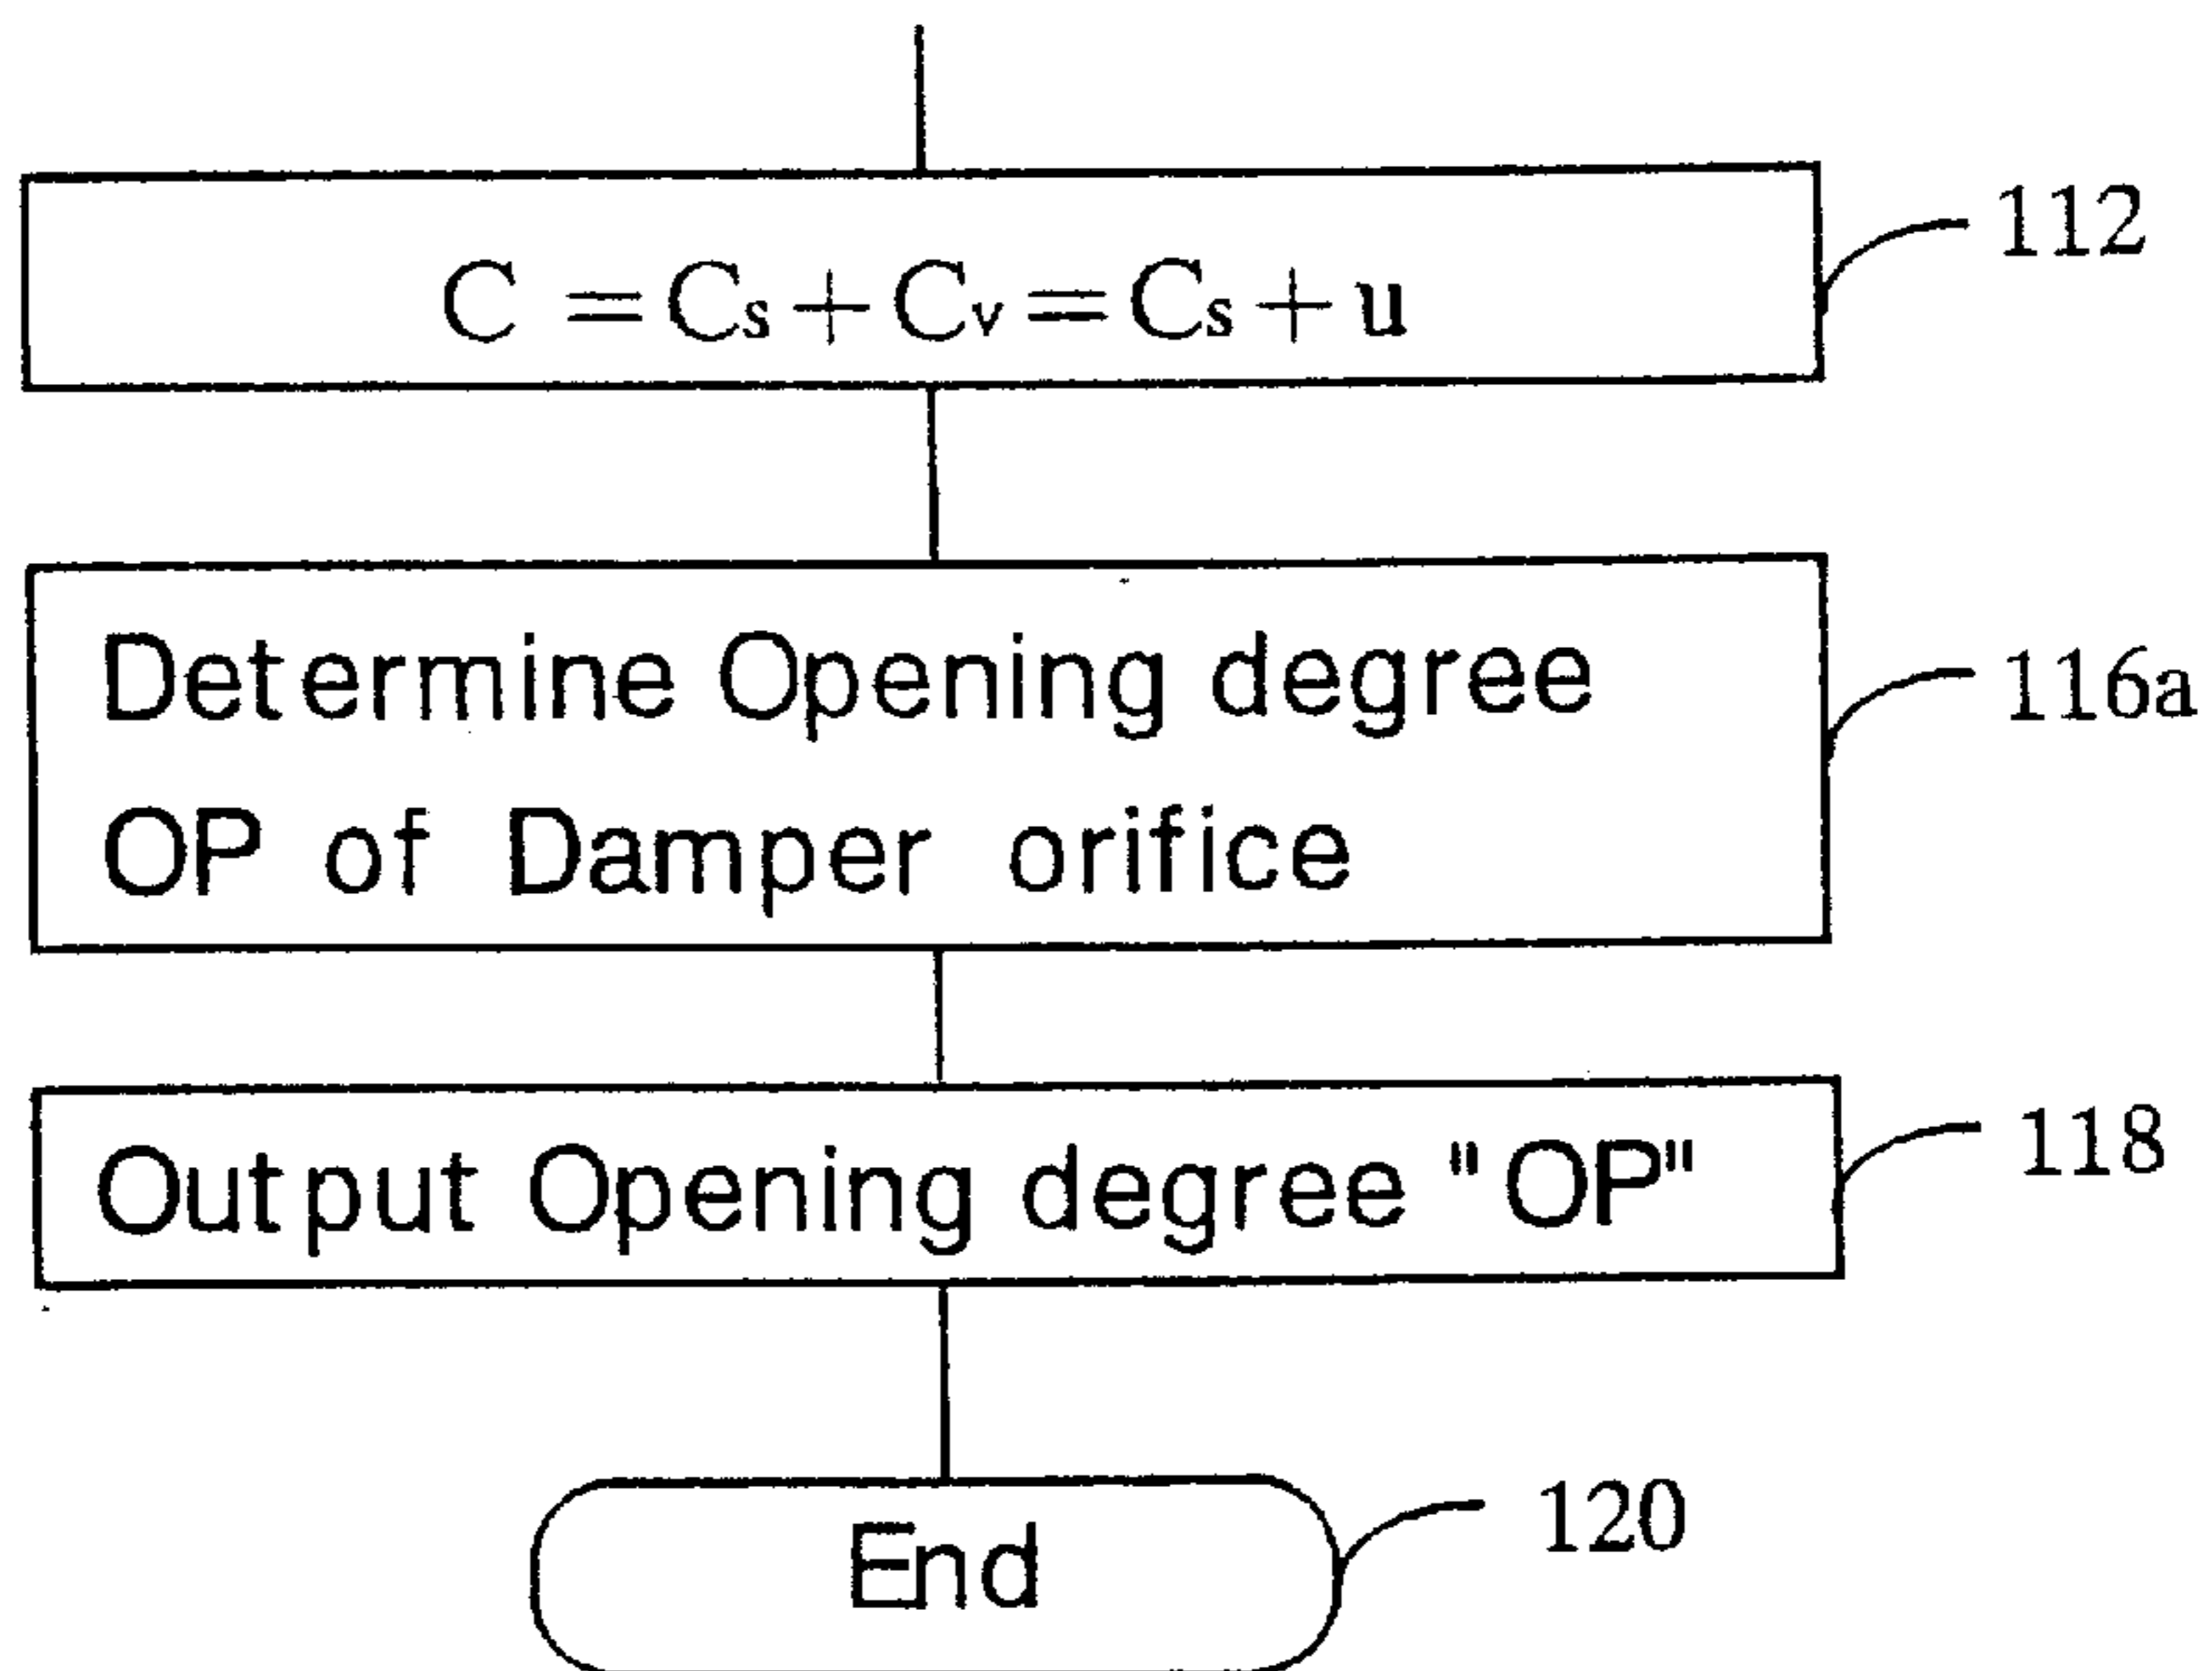 C = Cs + Cv = Cs + u
112
Determine Opening degree
OP of Damper orifice
116a
Output Opening degree "OP"
118
End
120